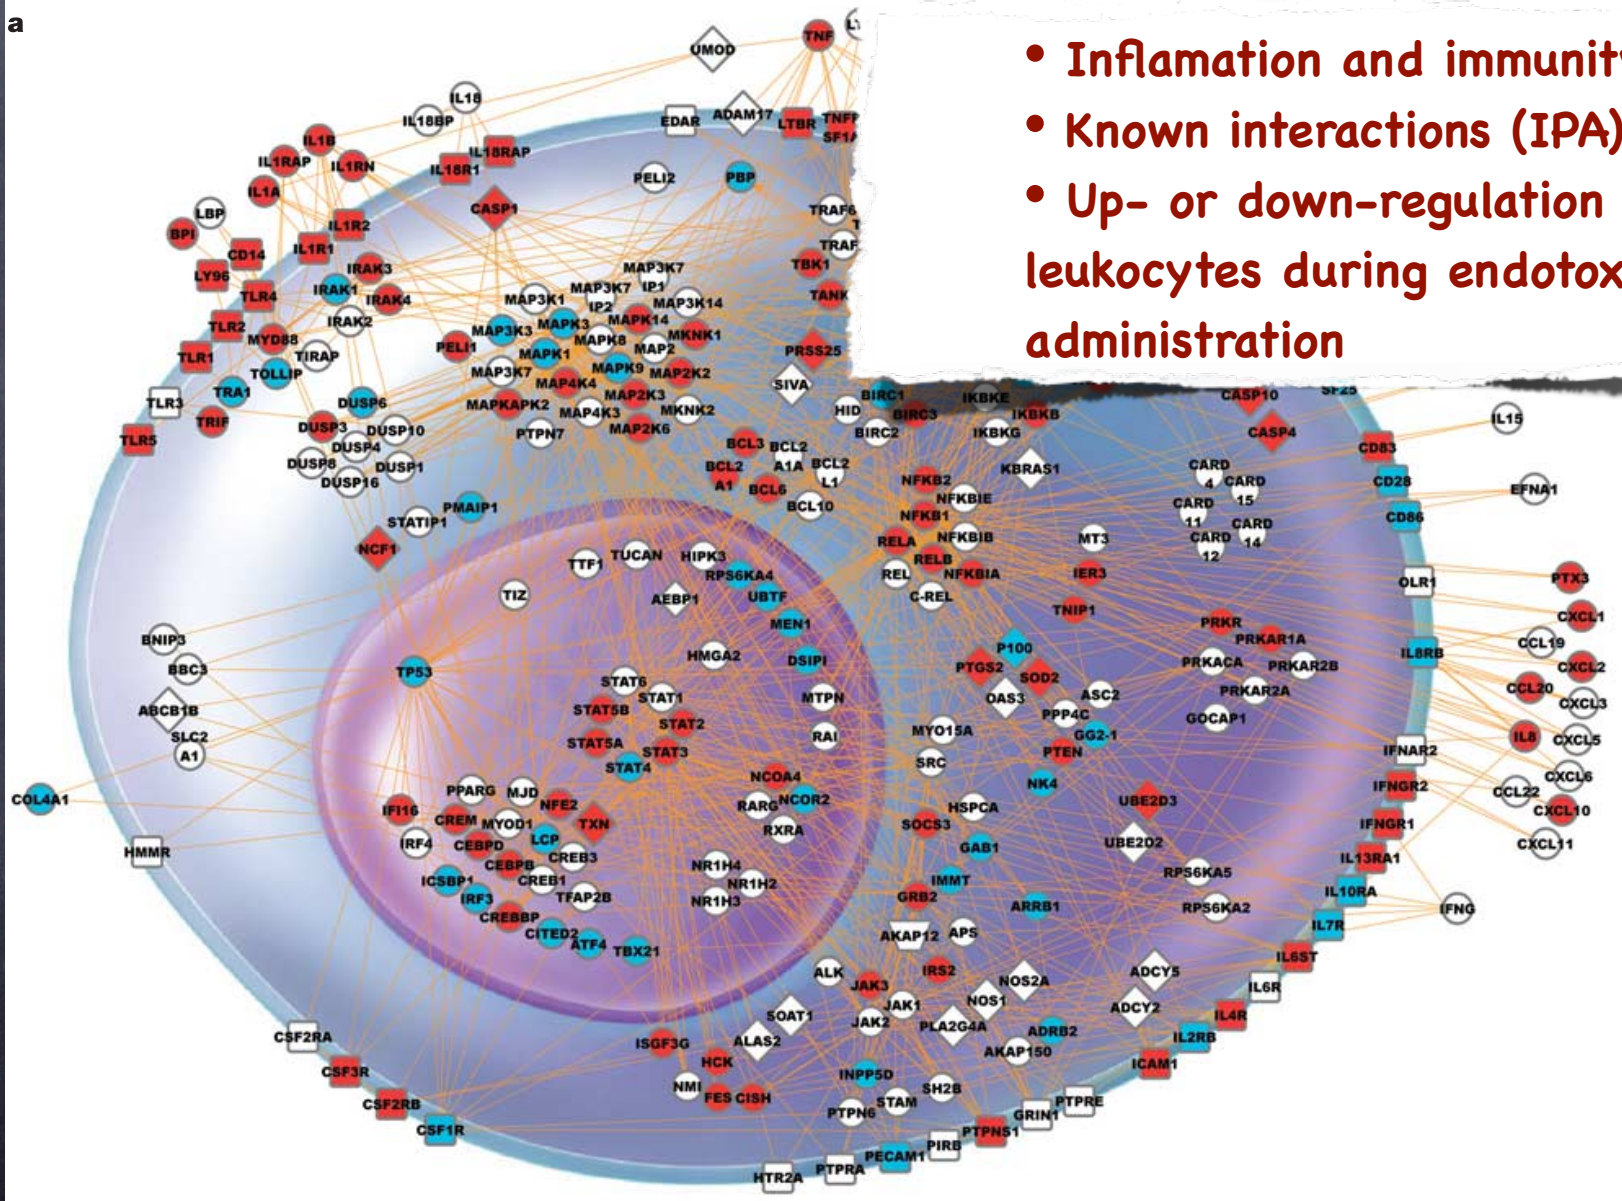 a
• Inflamation and immunity
• Known interactions (IPA)
• Up- or down-regulation
leukocytes during endotox
administration
UMOD
TNF
IL18
IL18BP
EDAR
ADAM17
LTBR
TNFR
SF1A
IL1B
IL1RAP
IL1RN
IL18RAP
IL18R1
PELI2
PBP
IL1A
CASP1
LBP
BPI
IL1R2
TRAF6
IL1R1
CD14
TRAF
LY96
IRAK3
TBK1
TLR4
IRAK1
IRAK4
TANK
MAP3K7
IP1
MAP3K7
IP2
MAP3K1
MAP3K14
IRAK2
TLR2
MYD88
MAP3K3
MAPK3
MAPK14
MKNK1
PELI1
MAPK8
MAP2
PRSS25
TLR1
TIRAP
MAPK1
TOLLIP
MAP3K7
MAPK9
MAP2K2
SIVA
TRA1
MAP4K4
MAP2K3
TLR3
DUSP6
MAPKAPK2
MAP4K3
MKNK2
TRIF
DUSP3
DUSP10
PTPN7
MAP2K6
TLR5
DUSP4
DUSP8
DUSP1
DUSP16
BIRC1
IKBKE
CASP10
SF25
HID
BIRC3
IKBKB
IL15
BIRC2
IKBKG
CASP4
CD83
BCL3
BCL2
A1A
BCL2
A1
BCL2
L1
BCL6
BCL10
KBRAS1
CARD
4
CARD
15
CD28
EFNA1
NFKB2
NFKBIE
CARD
11
CARD
14
CARD
12
CD86
NFKB1
PMAIP1
STATIP1
NCF1
RELA
NFKBIB
MT3
RELB
REL
NFKBIA
IER3
OLR1
PTX3
C-REL
TNIP1
CXCL1
TTF1
TUCAN
HIPK3
RPS6KA4
TIZ
AEBP1
UBTF
MEN1
PRKR
PRKAR1A
CCL19
BNIP3
HMGA2
DSIPI
P100
PRKACA
PRKAR2B
IL8RB
CXCL2
BBC3
TP53
PTGS2
SOD2
STAT6
STAT1
MTPN
OAS3
ASC2
PRKAR2A
CCL20
CXCL3
ABCB1B
STAT5B
STAT2
PPP4C
GOCAP1
SLC2
A1
RAI
MYO15A
GG2-1
IL8
CXCL5
STAT5A
STAT3
PTEN
IFNAR2
STAT4
SRC
NK4
CXCL6
COL4A1
PPARG
MJD
NCOA4
IFNGR2
CCL22
IFI16
NFE2
RARG
NCOR2
HSPCA
UBE2D3
CXCL10
CREM
MYOD1
TXN
RXRA
SOCS3
IFNGR1
IRF4
LCP
CXCL11
HMMR
CEBPD
CREB3
GAB1
UBE2D2
IL13RA1
CEBPB
NR1H4
ICSBP1
CREB1
NR1H2
IMMT
RPS6KA5
IL10RA
IRF3
TFAP2B
NR1H3
GRB2
ARRB1
RPS6KA2
IFNG
CREBBP
IL7R
CITED2
ATF4
TBX21
AKAP12
APS
IL6ST
ALK
JAK3
IRS2
NOS2A
ADCY5
IL6R
JAK1
NOS1
ADCY2
SOAT1
JAK2
PLA2G4A
IL4R
CSF2RA
ISGF3G
ALAS2
ADRB2
IL2RB
AKAP150
ICAM1
CSF3R
HCK
INPP5D
NMI
FES
CISH
SH2B
CSF2RB
STAM
PTPN6
GRIN1
PTPRE
CSF1R
PTPNS1
PIRB
PECAM1
HTR2A
PTPRA